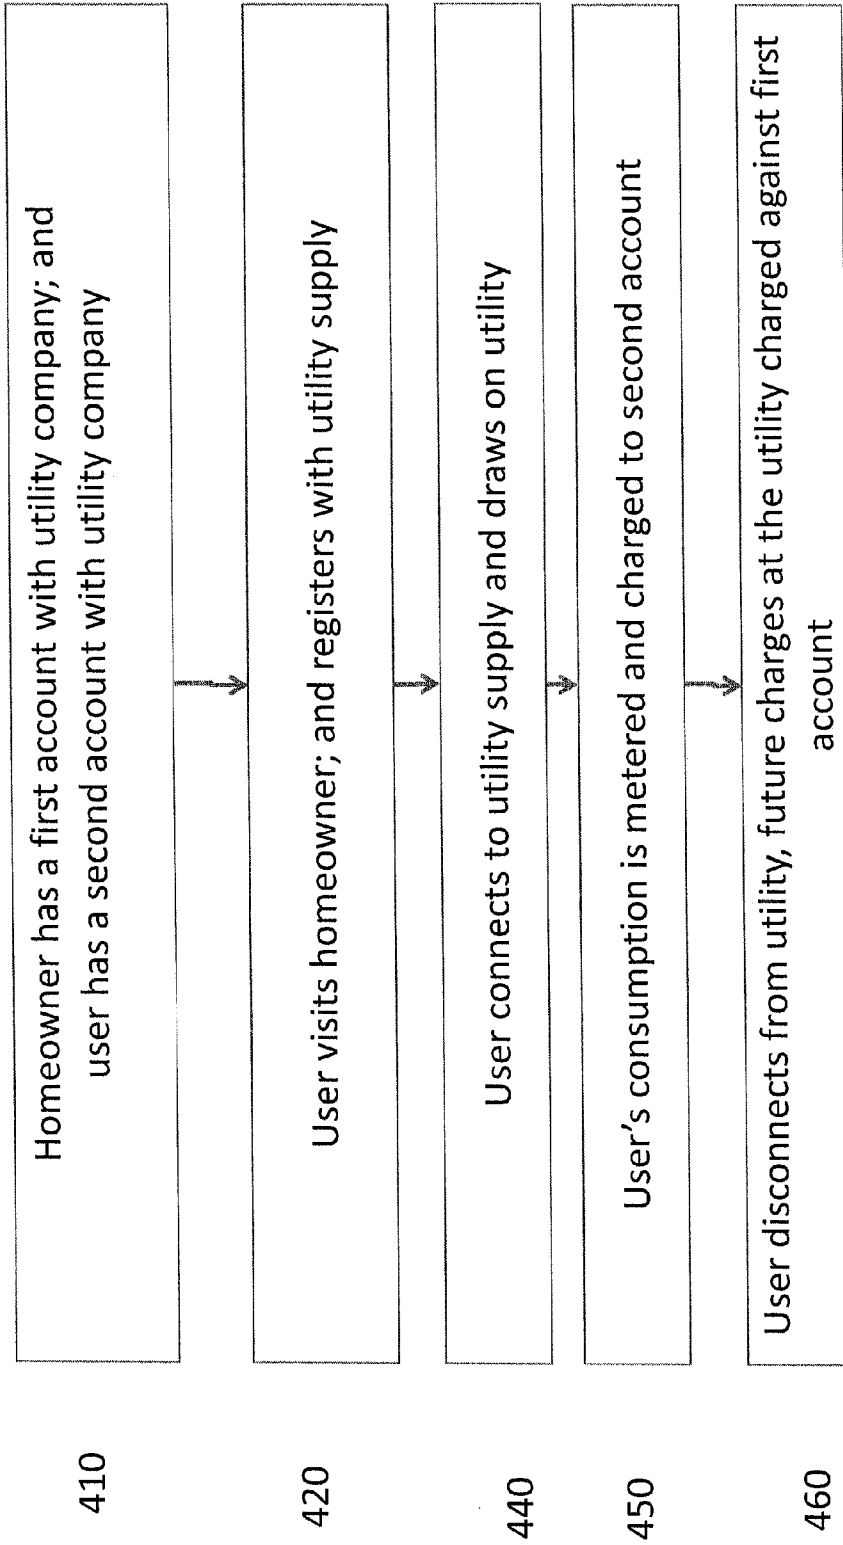 410
Homeowner has a first account with utility company; and
user has a second account with utility company
420
User visits homeowner; and registers with utility supply
440
User connects to utility supply and draws on utility
450
User’s consumption is metered and charged to second account
460
User disconnects from utility, future charges at the utility charged against first
account